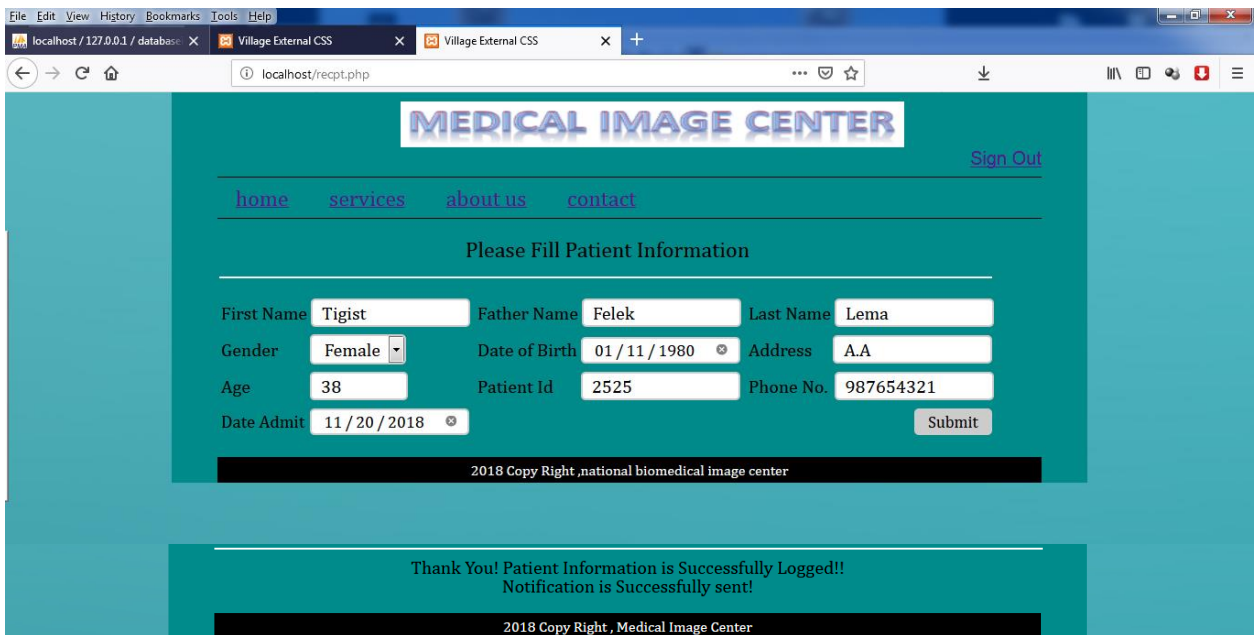 File Edit View History Bookmarks Tools Help
localhost / 127.0.0.1 / database Village External CSS Village External CSS
localhost/recpt.php
MEDICAL IMAGE CENTER
Sign Out
home services about us contact
Please Fill Patient Information
First Name Tigist Father Name Felek Last Name Lema
Gender Female Date of Birth 01 / 11 / 1980 Address A.A
Age 38 Patient Id 2525 Phone No. 987654321
Date Admit 11 / 20 / 2018 Submit
2018 Copy Right ,national biomedical image center
Thank You! Patient Information is Successfully Logged!!
Notification is Successfully sent!
2018 Copy Right , Medical Image Center